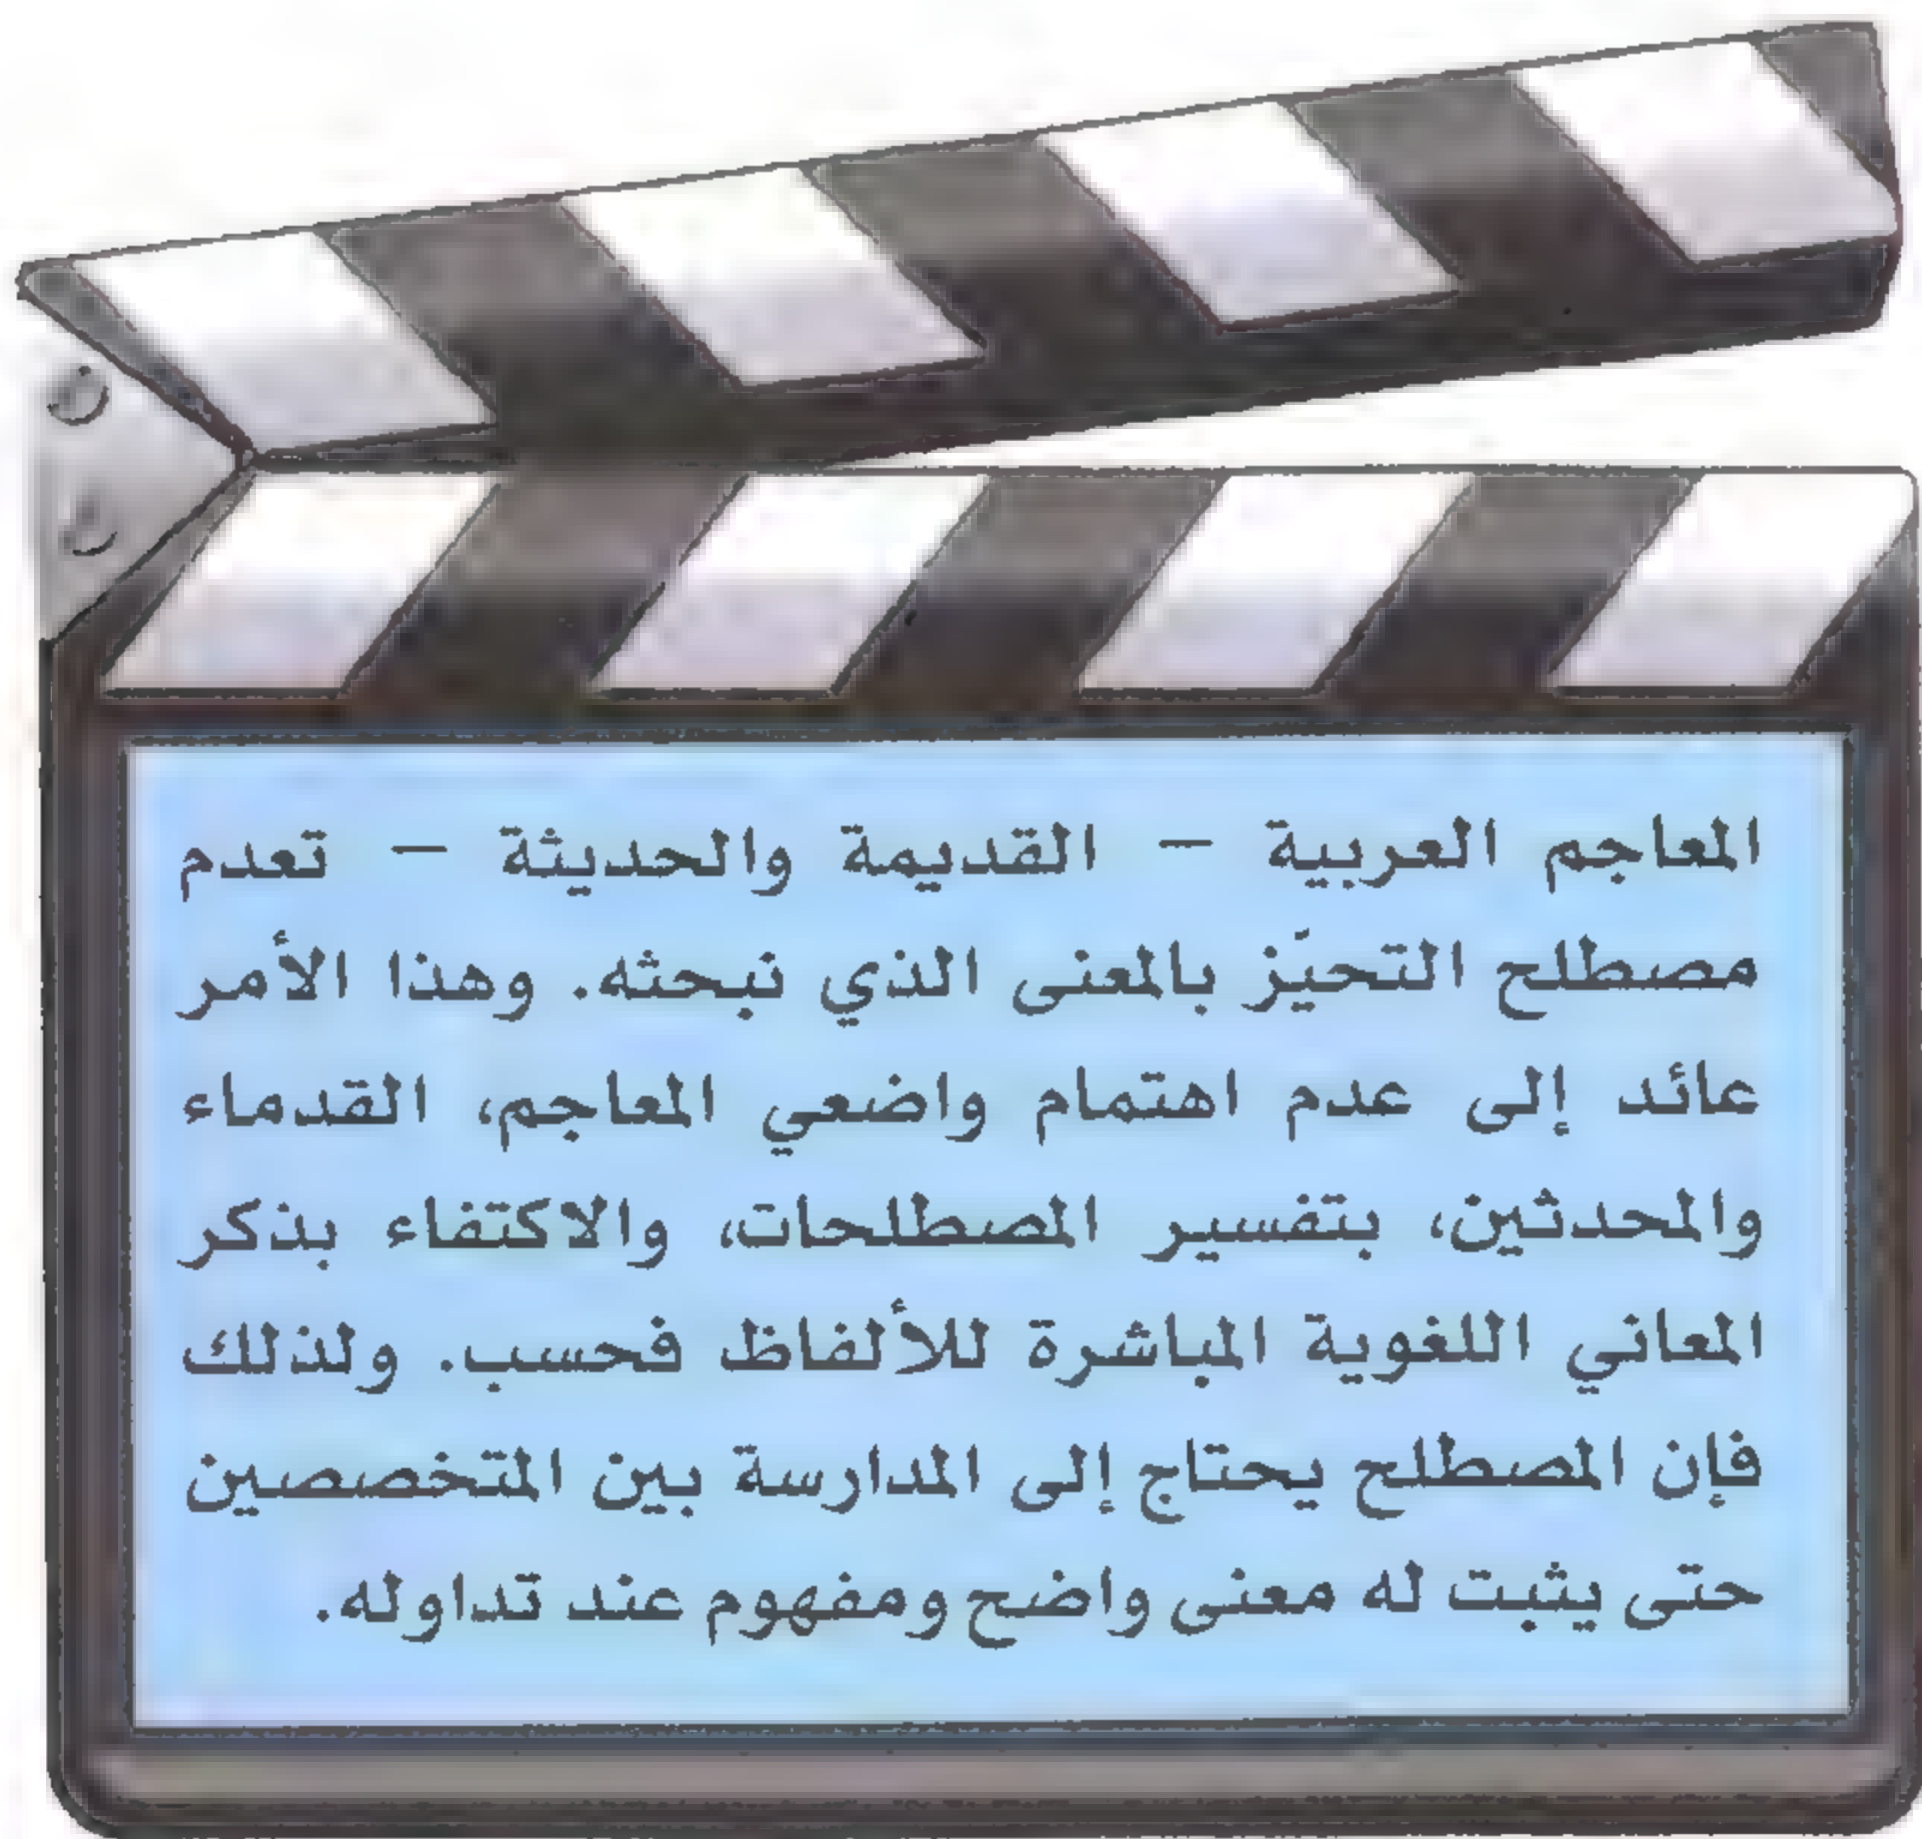 المعاجم العربية – القديمة والحديثة – تعدم
مصطلح التحيّز بالمعنى الذي نبحثه. وهذا الأمر
عائد إلى عدم اهتمام واضعي المعاجم، القدماء
والمحدثين، بتفسير المصطلحات، والاكتفاء بذكر
المعاني اللغوية المباشرة للألفاظ فحسب. ولذلك
فإن المصطلح يحتاج إلى المدارسة بين المتخصصين
حتى يثبت له معنى واضح ومفهوم عند تداوله.